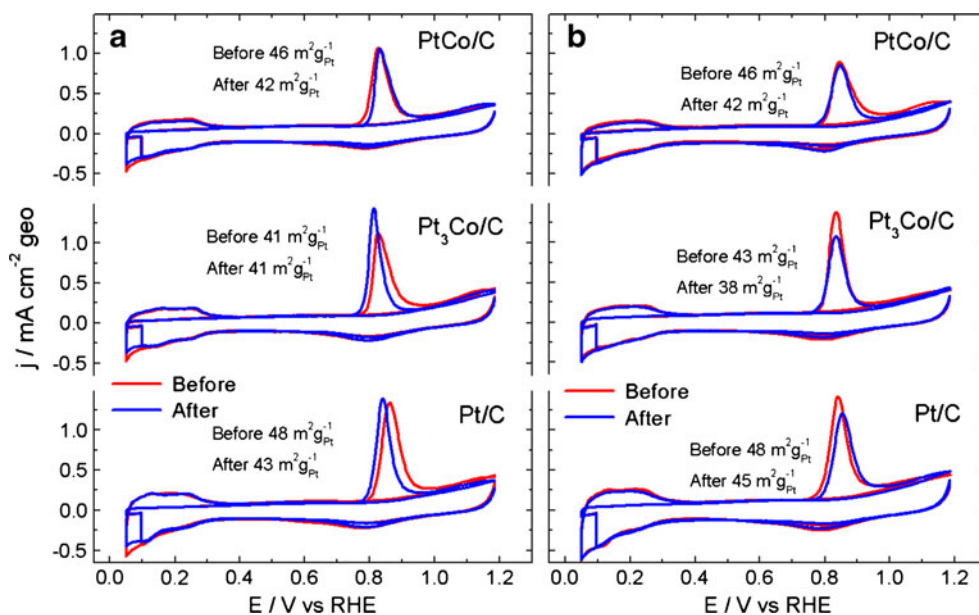 a
PtCo/C
Before 46 m²g⁻¹Pt
After 42 m²g⁻¹Pt
1.0
0.5
0.0
-0.5
Pt₃Co/C
Before 41 m²g⁻¹Pt
After 41 m²g⁻¹Pt
1.0
0.5
0.0
-0.5
Before
After
Pt/C
Before 48 m²g⁻¹Pt
After 43 m²g⁻¹Pt
1.0
0.5
0.0
-0.5
j / mA cm⁻² geo
0.0 0.2 0.4 0.6 0.8 1.0 1.2
E / V vs RHE
b
PtCo/C
Before 46 m²g⁻¹Pt
After 42 m²g⁻¹Pt
Pt₃Co/C
Before 43 m²g⁻¹Pt
After 38 m²g⁻¹Pt
Before
After
Pt/C
Before 48 m²g⁻¹Pt
After 45 m²g⁻¹Pt
0.0 0.2 0.4 0.6 0.8 1.0 1.2
E / V vs RHE